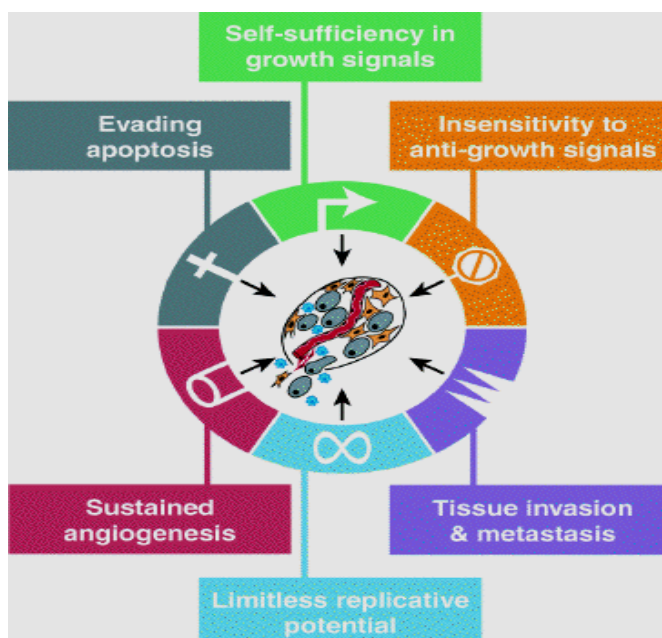 Self-sufficiency in
growth signals
Evading
apoptosis
Insensitivity to
anti-growth signals
Sustained
angiogenesis
Tissue invasion
& metastasis
Limitless replicative
potential